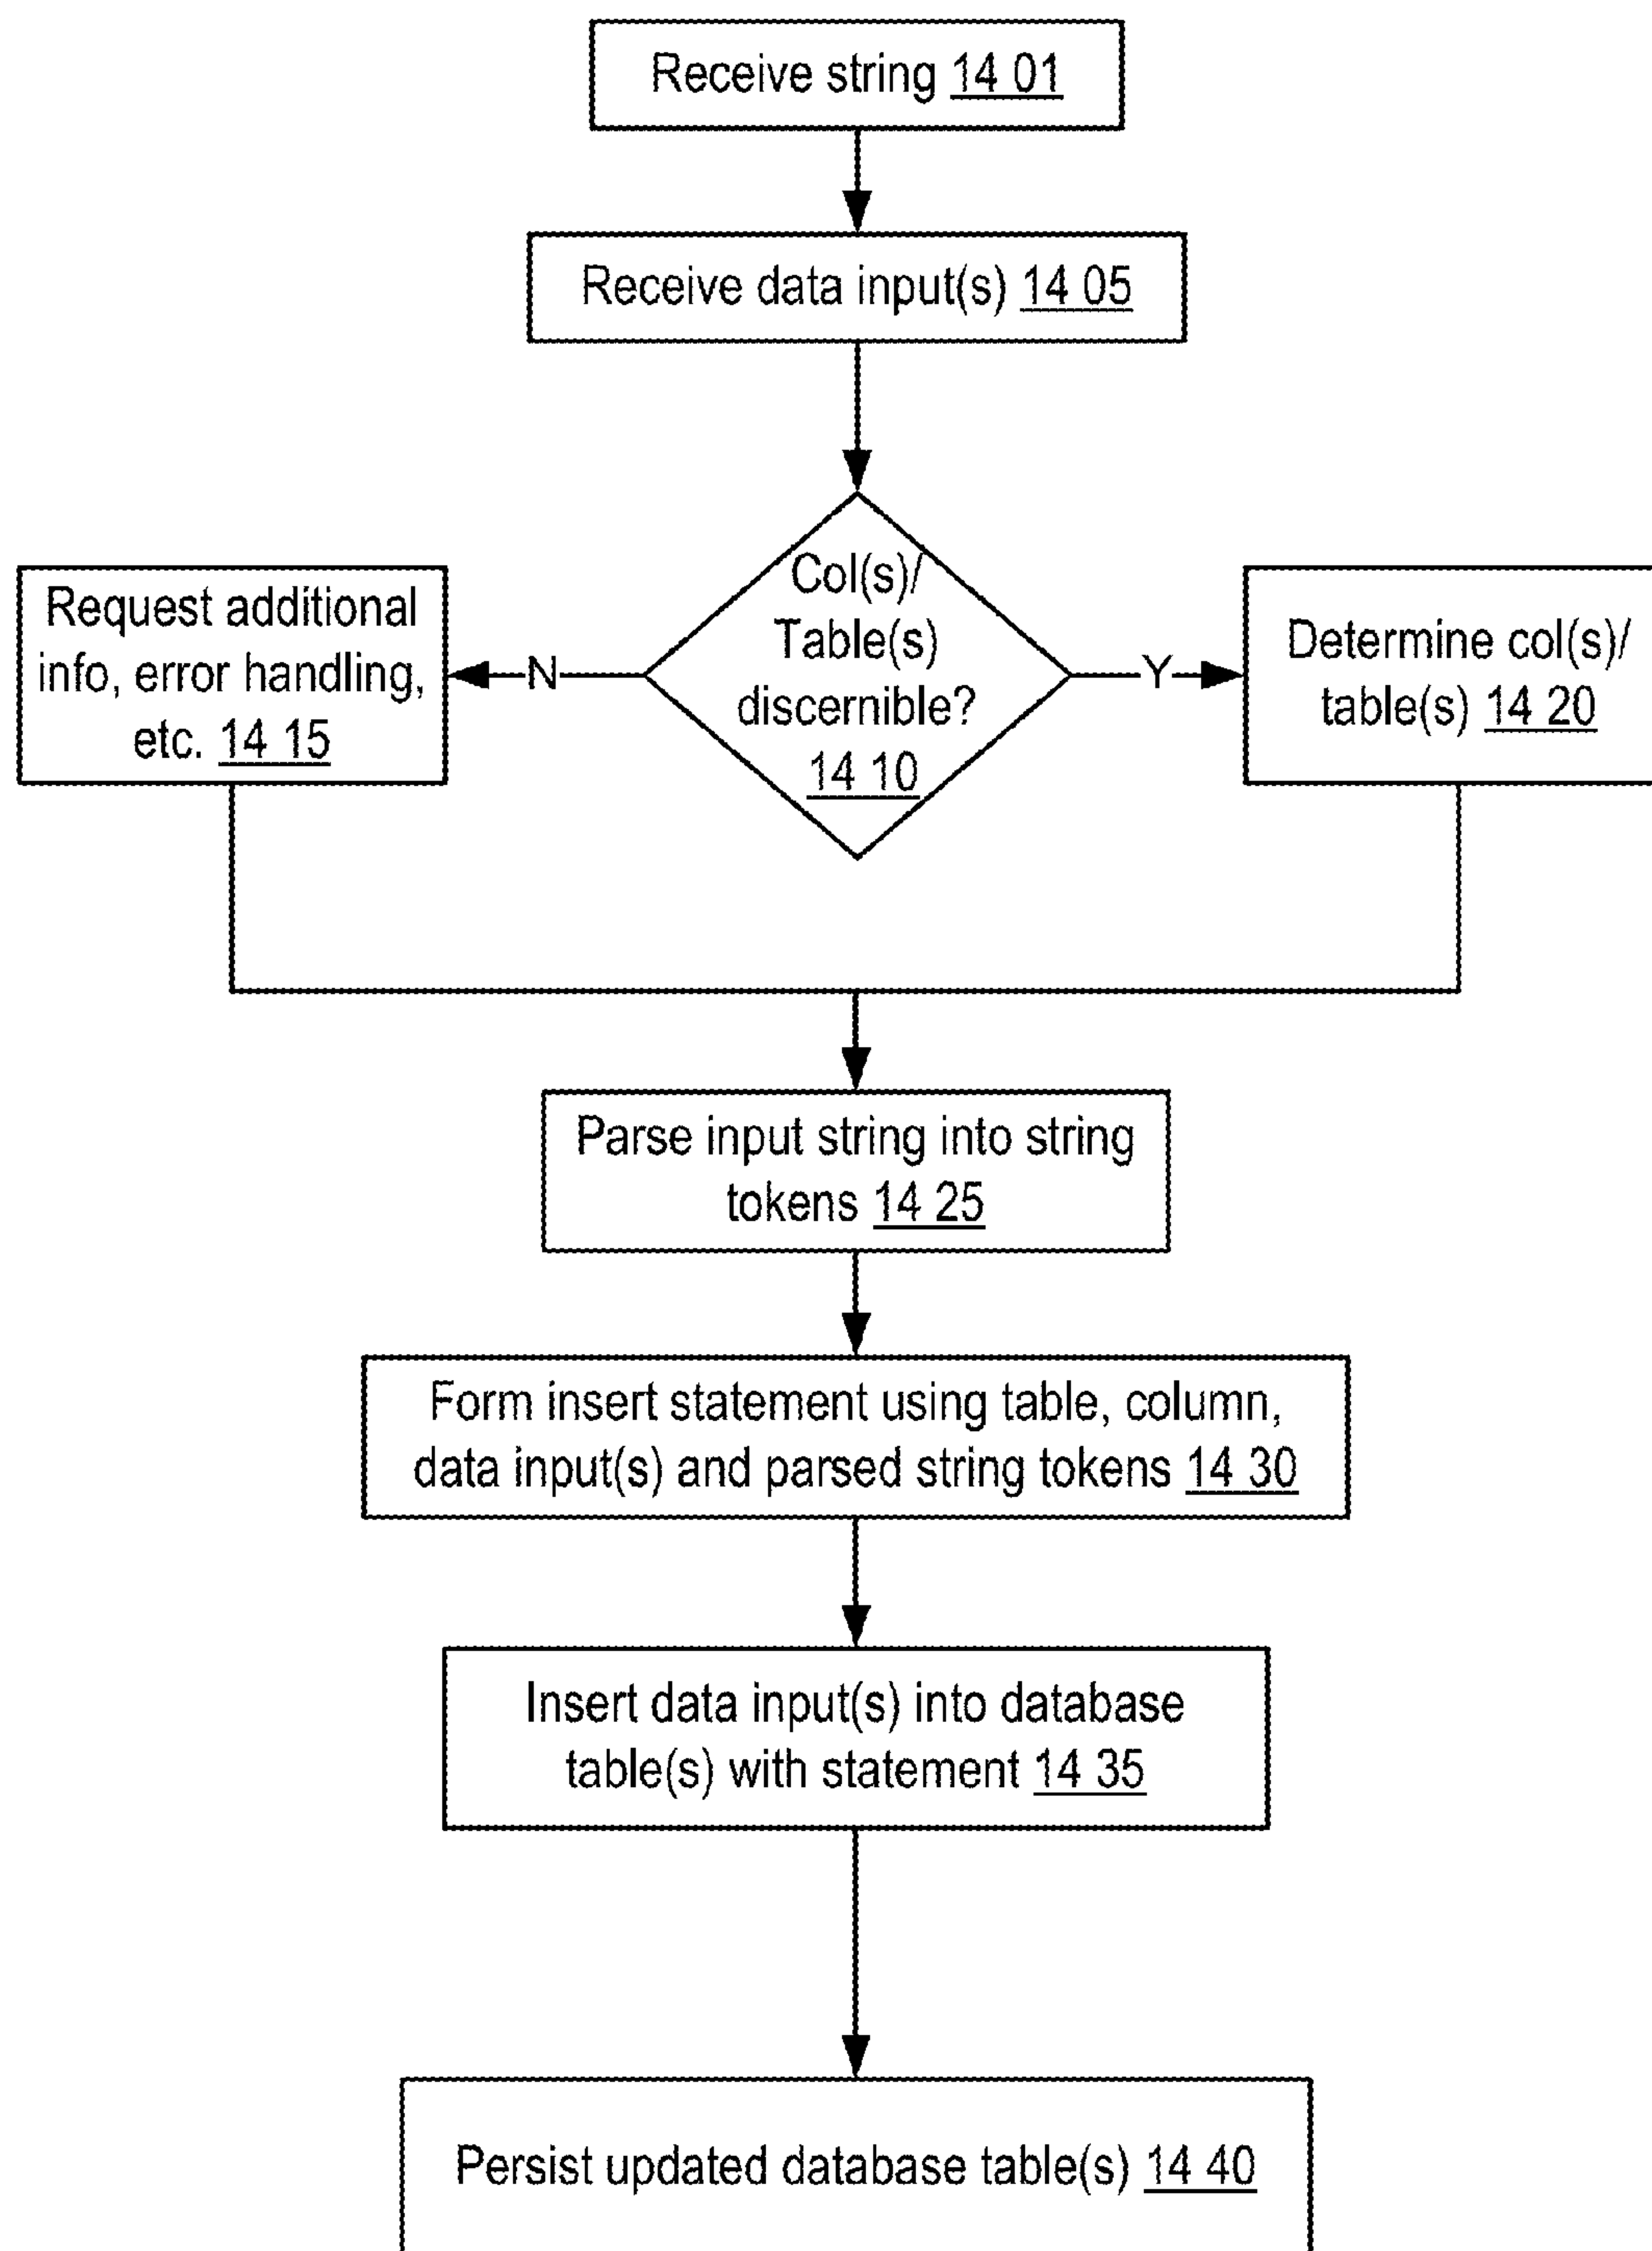 Receive string 14 01
Receive data input(s) 14 05
Col(s)/
Table(s)
discernible?
14 10
N
Y
Request additional
info, error handling,
etc. 14 15
Determine col(s)/
table(s) 14 20
Parse input string into string
tokens 14 25
Form insert statement using table, column,
data input(s) and parsed string tokens 14 30
Insert data input(s) into database
table(s) with statement 14 35
Persist updated database table(s) 14 40